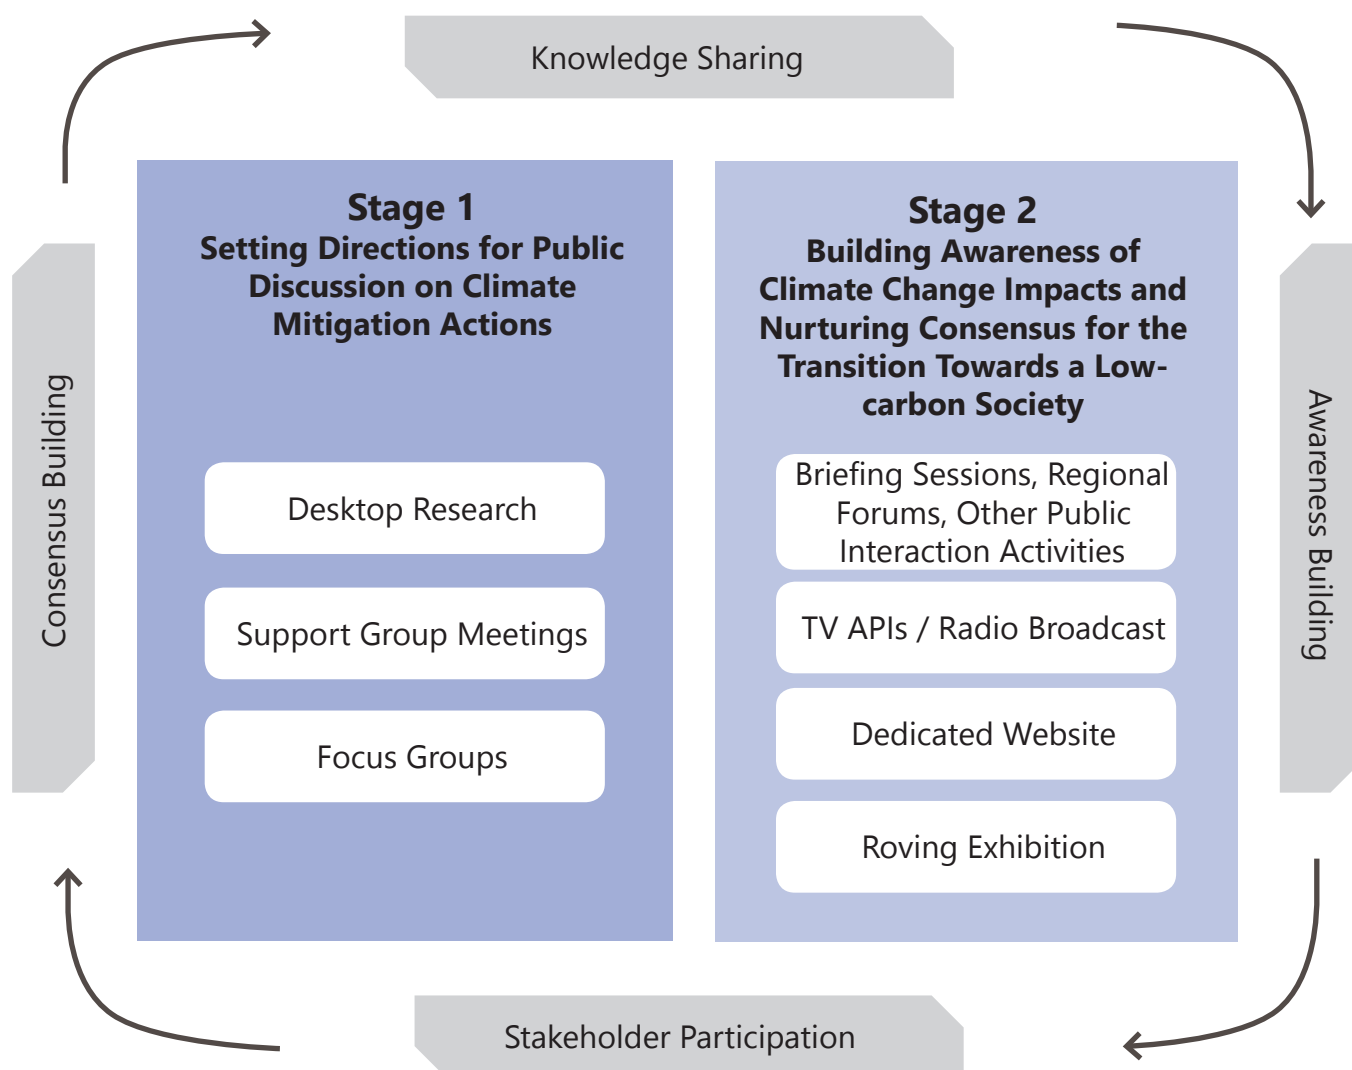 Knowledge Sharing
Stage 1
Setting Directions for Public
Discussion on Climate
Mitigation Actions
Desktop Research
Support Group Meetings
Focus Groups
Stage 2
Building Awareness of
Climate Change Impacts and
Nurturing Consensus for the
Transition Towards a Low-
carbon Society
Briefing Sessions, Regional
Forums, Other Public
Interaction Activities
TV APIs / Radio Broadcast
Dedicated Website
Roving Exhibition
Consensus Building
Awareness Building
Stakeholder Participation